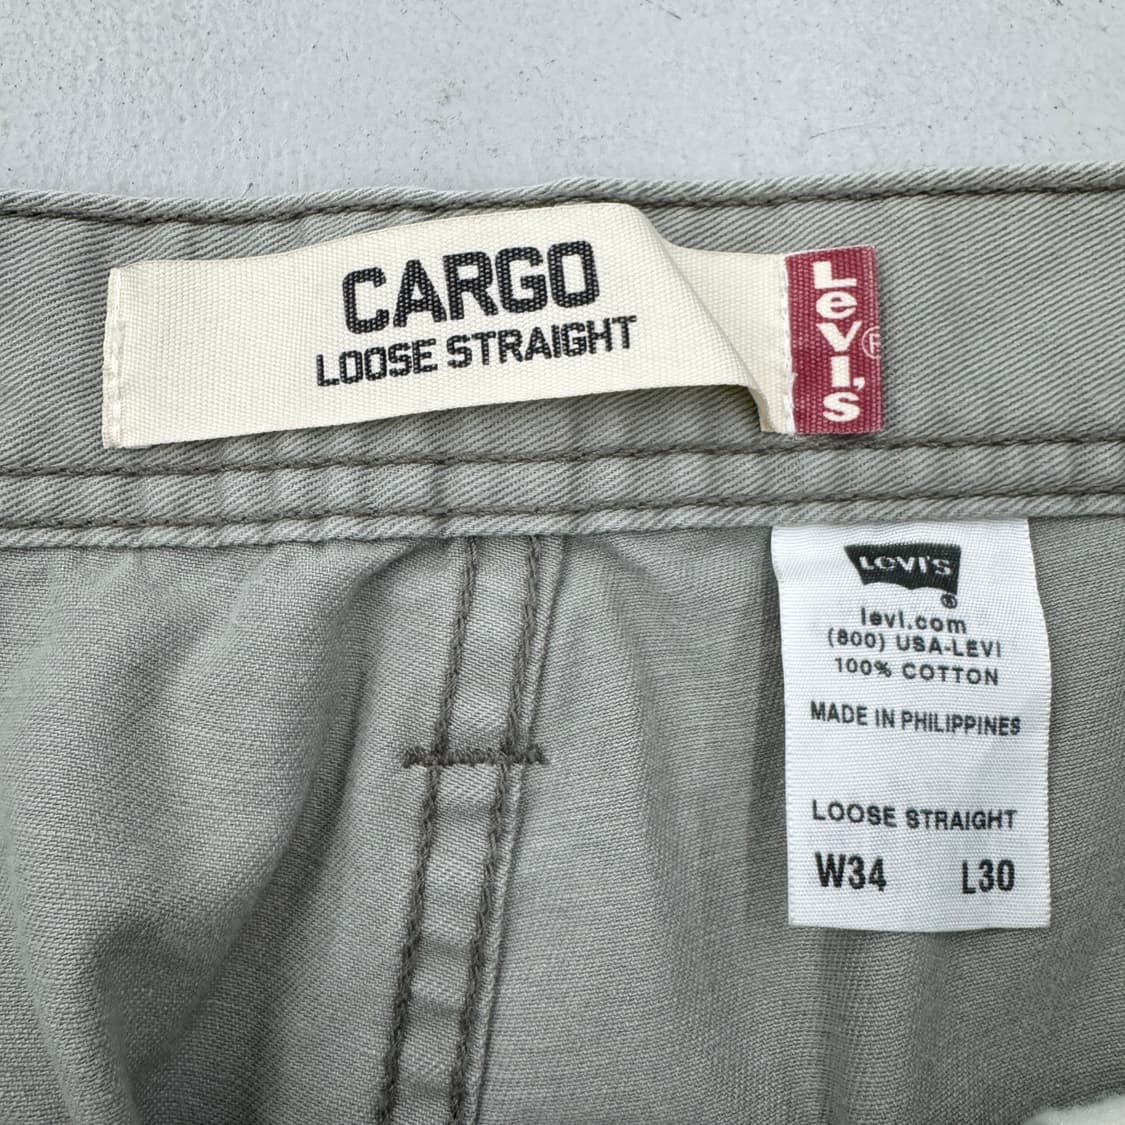 CARGO
LOOSE STRAIGHT
LeVI'S®
LEVI'S®
levi.com
(800) USA-LEVI
100% COTTON
MADE IN PHILIPPINES
LOOSE STRAIGHT
W34 L30